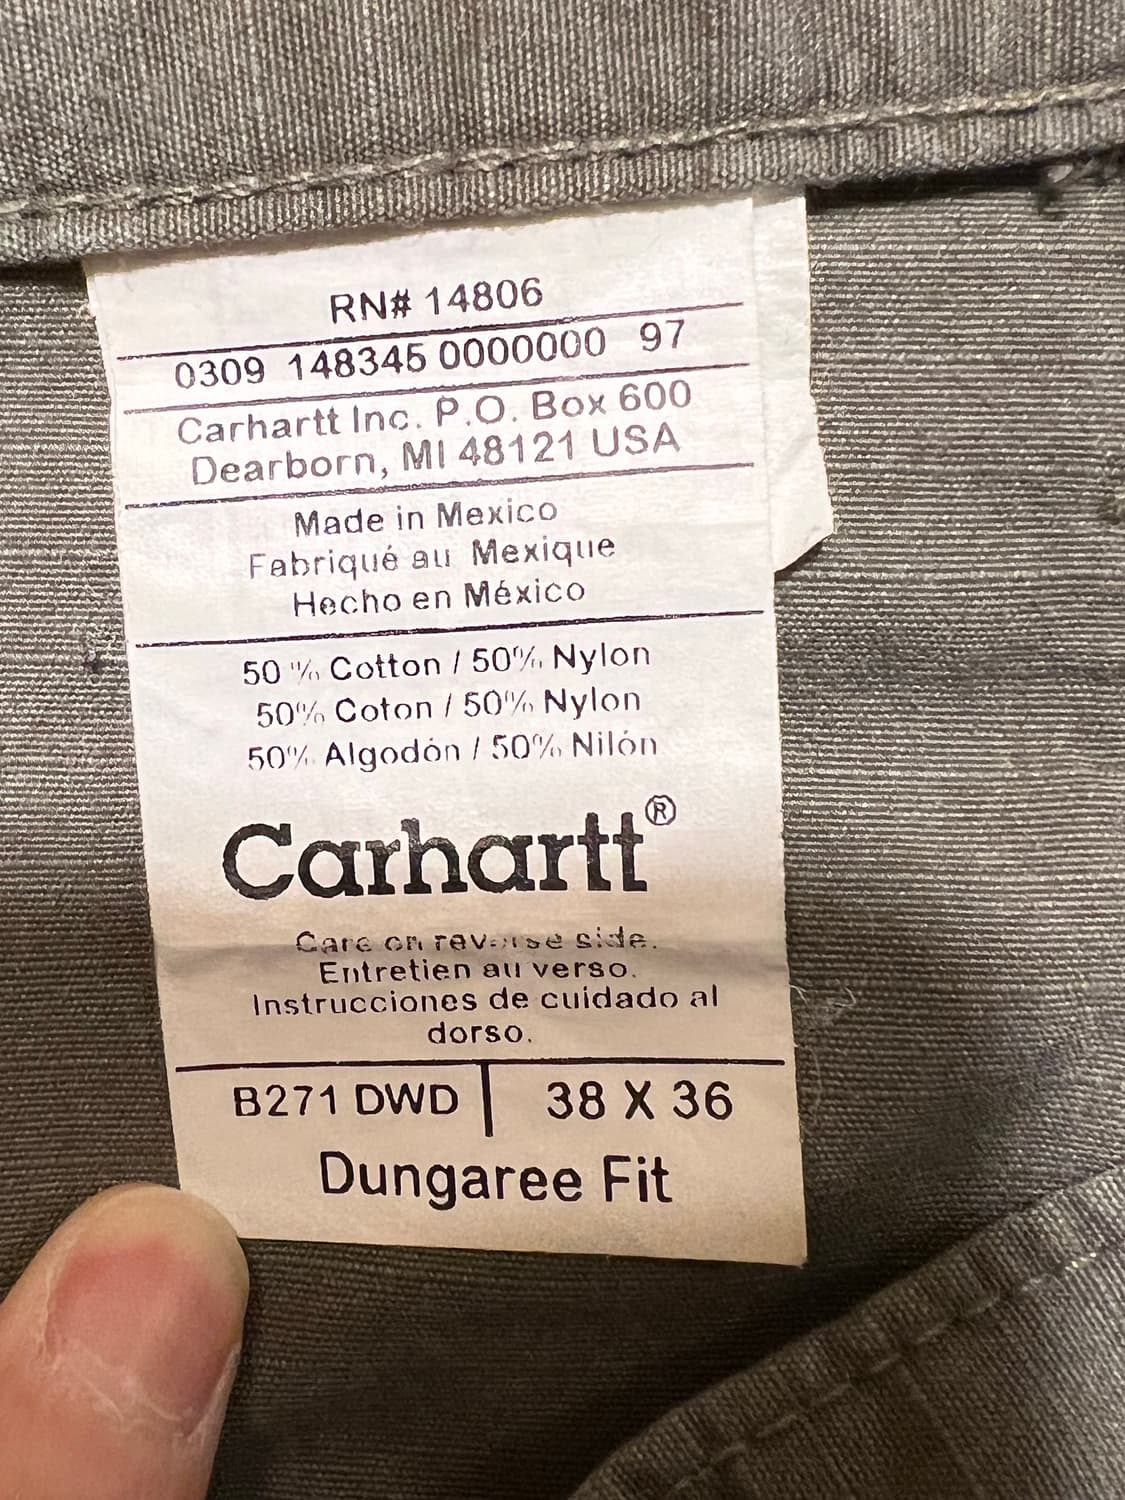 RN# 14806
0309 148345 0000000 97
Carhartt Inc. P.O. Box 600
Dearborn, MI 48121 USA
Made in Mexico
Fabriqué au Mexique
Hecho en México
50 % Cotton / 50% Nylon
50% Coton / 50% Nylon
50% Algodón / 50% Nilón
Carhartt®
Care on reverse side.
Entretien au verso.
Instrucciones de cuidado al
dorso.
B271 DWD | 38 X 36
Dungaree Fit